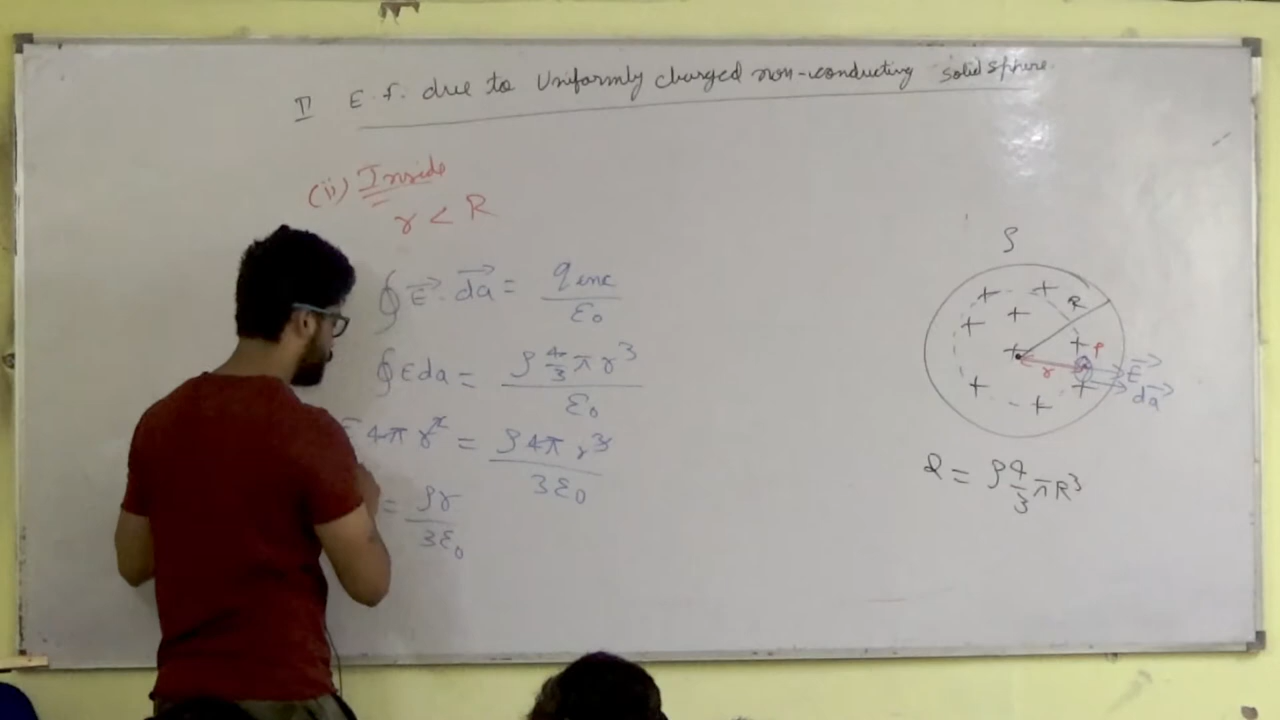 II E.f. due to Uniformly charged non-conducting solid sphere.
(ii) Inside
r < R
∮ E⃗ . da⃗ = q enc / ε₀
∮ E da = ρ 4/3 π r³ / ε₀
E 4π r² = ρ 4π r³ / 3ε₀
= ρr / 3ε₀
ρ
R
P
r
E⃗
da⃗
Q = ρ 4/3 π R³